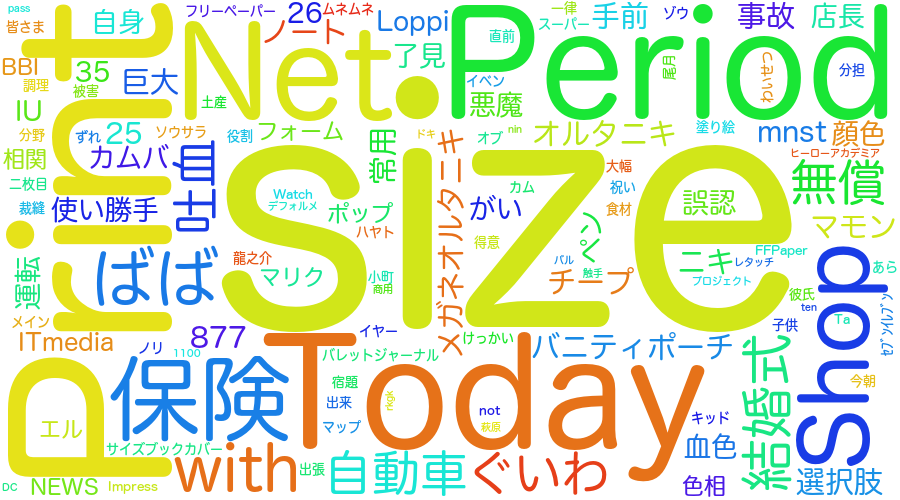 pass
フリーペーパー
26
ムネムネ
一律
ゾウ
皆さま
自身
ノート
Loppi
スーパー
手前
事故
店長
BBI
35
巨大
Net.
Period
了見
直前
尾月
分担
調理
被害
土産
イベン
悪魔
IU
分野
ずれ
25
ソウサラ
役割
フォーム
常用
ドキ
オブ
nin
オルタニキ
塗り絵
mnst
顔色
相関
カムバ
吐血
メガネオルタニキ
大幅
ヒーローアカデミア
二枚目
裁縫
使い勝手
Watch
デフォルメ
ポップ
がい
カム
祝い
食材
誤認
無償
マモン
size
ハヤト
ペン
運転
ばば
龍之介
マリク
小町
商用
得意
パル
触手
チープ
ニキ
FFPaper
レタッチ
プロジェクト
あら
メイン
ITmedia
877
イヤー
けっかい
彼氏
ten
Ta
ｾﾌﾞﾝｲﾚﾌﾞﾝ
ノリ
1100
Today
パレットジャーナル
バニティポーチ
子供
Shop
保険
宿題
出来
rkgk
not
キッド
結婚式
今朝
エル
サイズブックカバー
マップ
萩原
血色
DC
NEWS
Impress
with
出張
自動車
ぐいわ
色相
選択肢